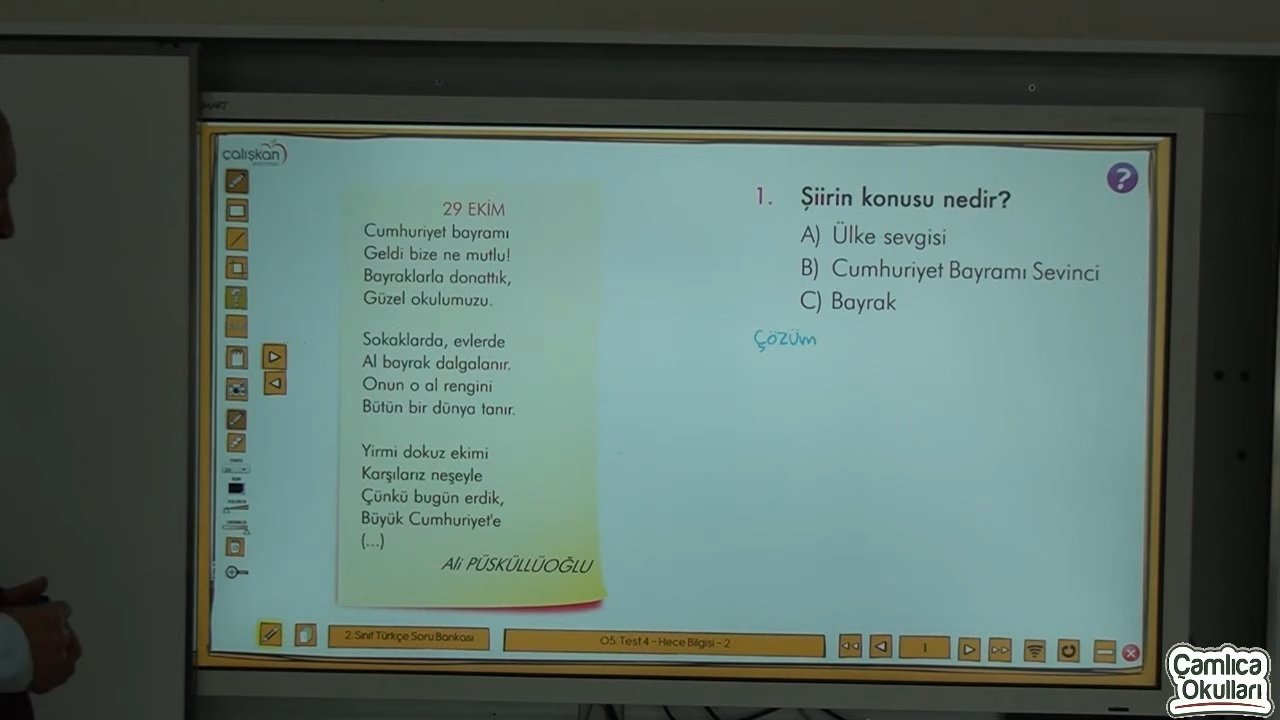 SMART
çalışkan
29 EKİM
Cumhuriyet bayramı
Geldi bize ne mutlu!
Bayraklarla donattık,
Güzel okulumuzu.
Sokaklarda, evlerde
Al bayrak dalgalanır.
Onun o al rengini
Bütün bir dünya tanır.
Yirmi dokuz ekimi
Karşılarız neşeyle
Çünkü bugün erdik,
Büyük Cumhuriyet'e
(...)
Ali PÜSKÜLLÜOĞLU
?
1. Şiirin konusu nedir?
A) Ülke sevgisi
B) Cumhuriyet Bayramı Sevinci
C) Bayrak
Çözüm
2. Sınıf Türkçe Soru Bankası
05. Test 4 - Hece Bilgisi - 2
1
Çamlıca
Okulları